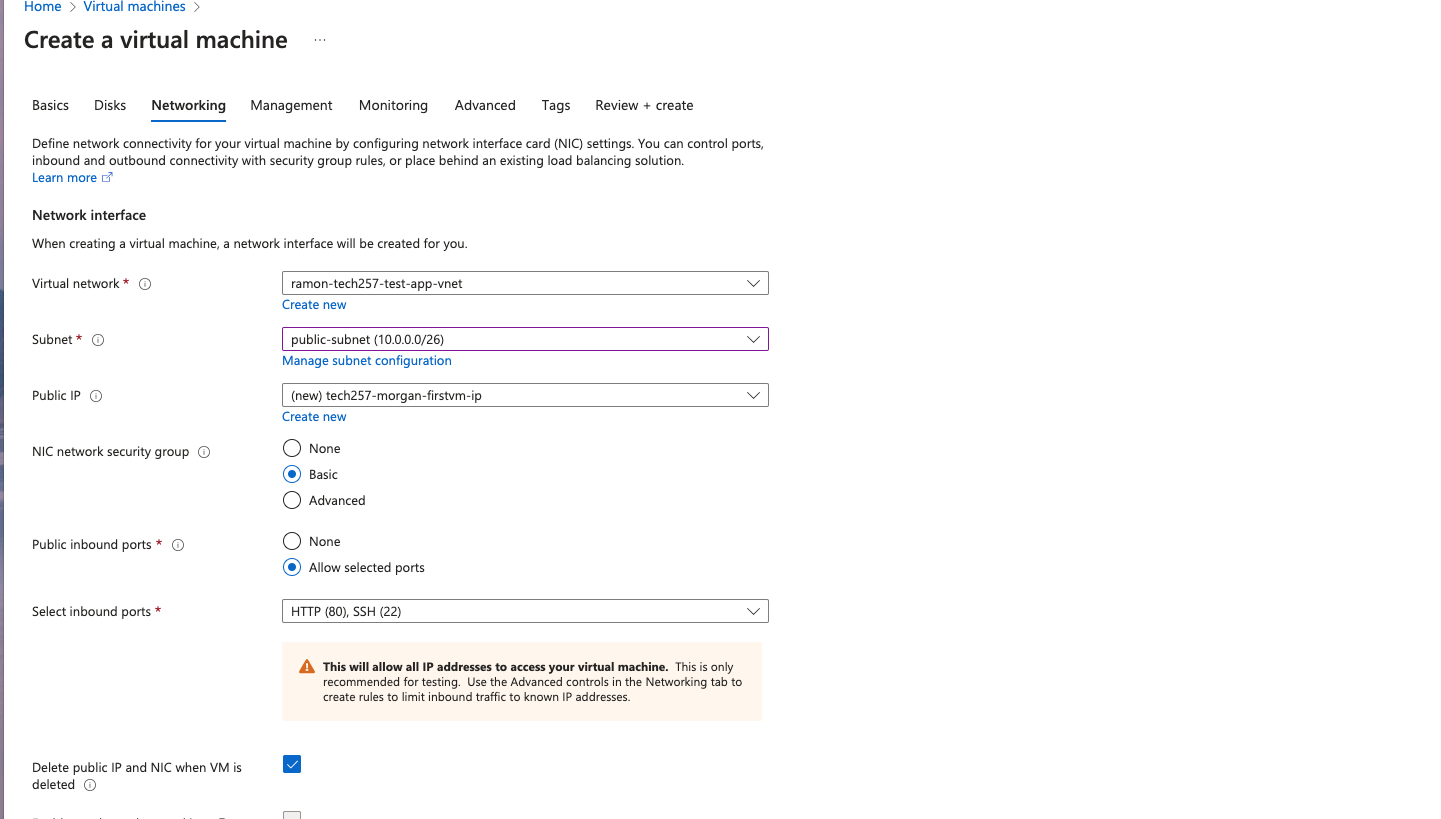 Home > Virtual machines >
Create a virtual machine ...
Basics Disks Networking Management Monitoring Advanced Tags Review + create
Define network connectivity for your virtual machine by configuring network interface card (NIC) settings. You can control ports,
inbound and outbound connectivity with security group rules, or place behind an existing load balancing solution.
Learn more
Network interface
When creating a virtual machine, a network interface will be created for you.
Virtual network * ramon-tech257-test-app-vnet
Create new
Subnet * public-subnet (10.0.0.0/26)
Manage subnet configuration
Public IP (new) tech257-morgan-firstvm-ip
Create new
NIC network security group None
Basic
Advanced
Public inbound ports * None
Allow selected ports
Select inbound ports * HTTP (80), SSH (22)
This will allow all IP addresses to access your virtual machine. This is only
recommended for testing. Use the Advanced controls in the Networking tab to
create rules to limit inbound traffic to known IP addresses.
Delete public IP and NIC when VM is
deleted